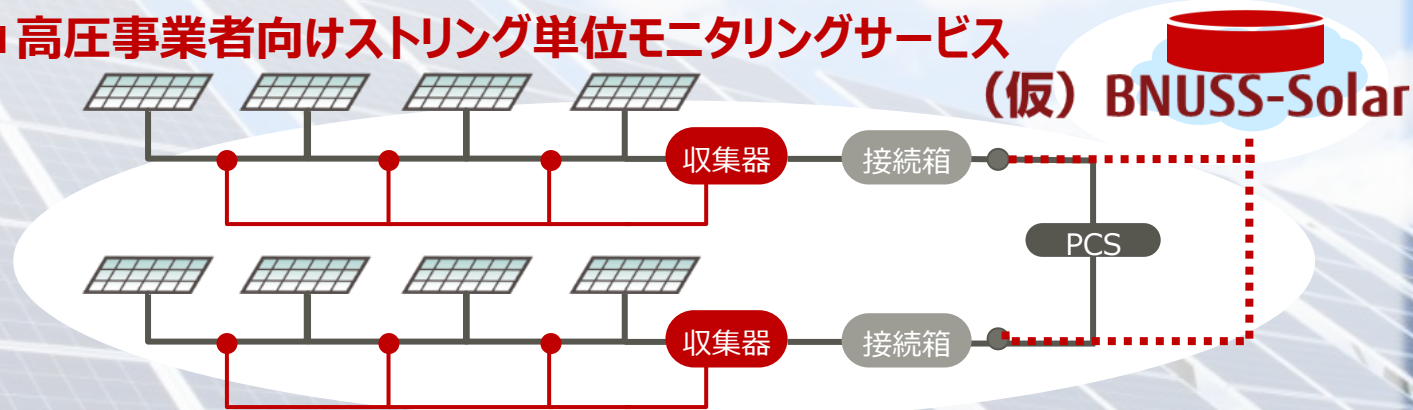 高圧事業者向けストリング単位モニタリングサービス
（仮）BNUSS-Solar
収集器
接続箱
PCS
収集器
接続箱